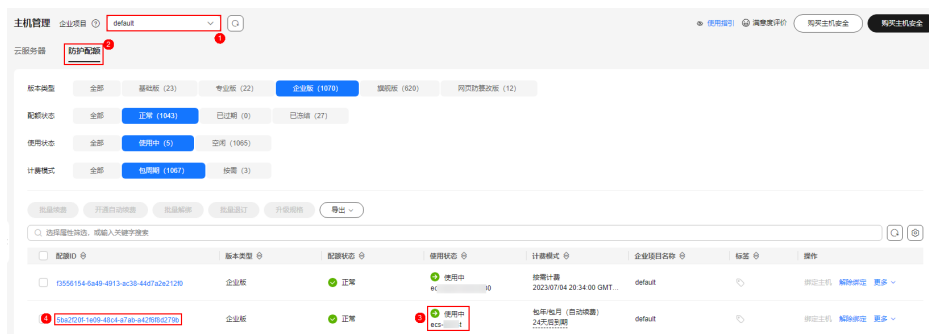 主机管理 企业项目 default 使用指引 满意度评价 购买主机安全 购买主机安全
1
云服务器 防护配额 2
版本类型 全部 基础版 (23) 专业版 (22) 企业版 (1070) 旗舰版 (620) 网页防篡改版 (12)
配额状态 全部 正常 (1043) 已过期 (0) 已冻结 (27)
使用状态 全部 使用中 (5) 空闲 (1065)
计费模式 全部 包周期 (1067) 按需 (3)
批量续费 开通自动续费 批量解绑 批量退订 升级规格 导出
选择属性筛选，或输入关键字搜索
配额ID 版本类型 配额状态 使用状态 计费模式 企业项目名称 标签 操作
f3556154-6a49-4913-ac38-44d7a2e212f0 企业版 正常 使用中 按需计费 default 绑定主机 解除绑定 更多
2023/07/04 20:34:00 GMT...
4 5ba2f20f-1e09-48c4-a7ab-a42f6f8d279b 企业版 正常 3 使用中 包年/包月 (自动续费) default 绑定主机 解除绑定 更多
ecs- t 24天后到期